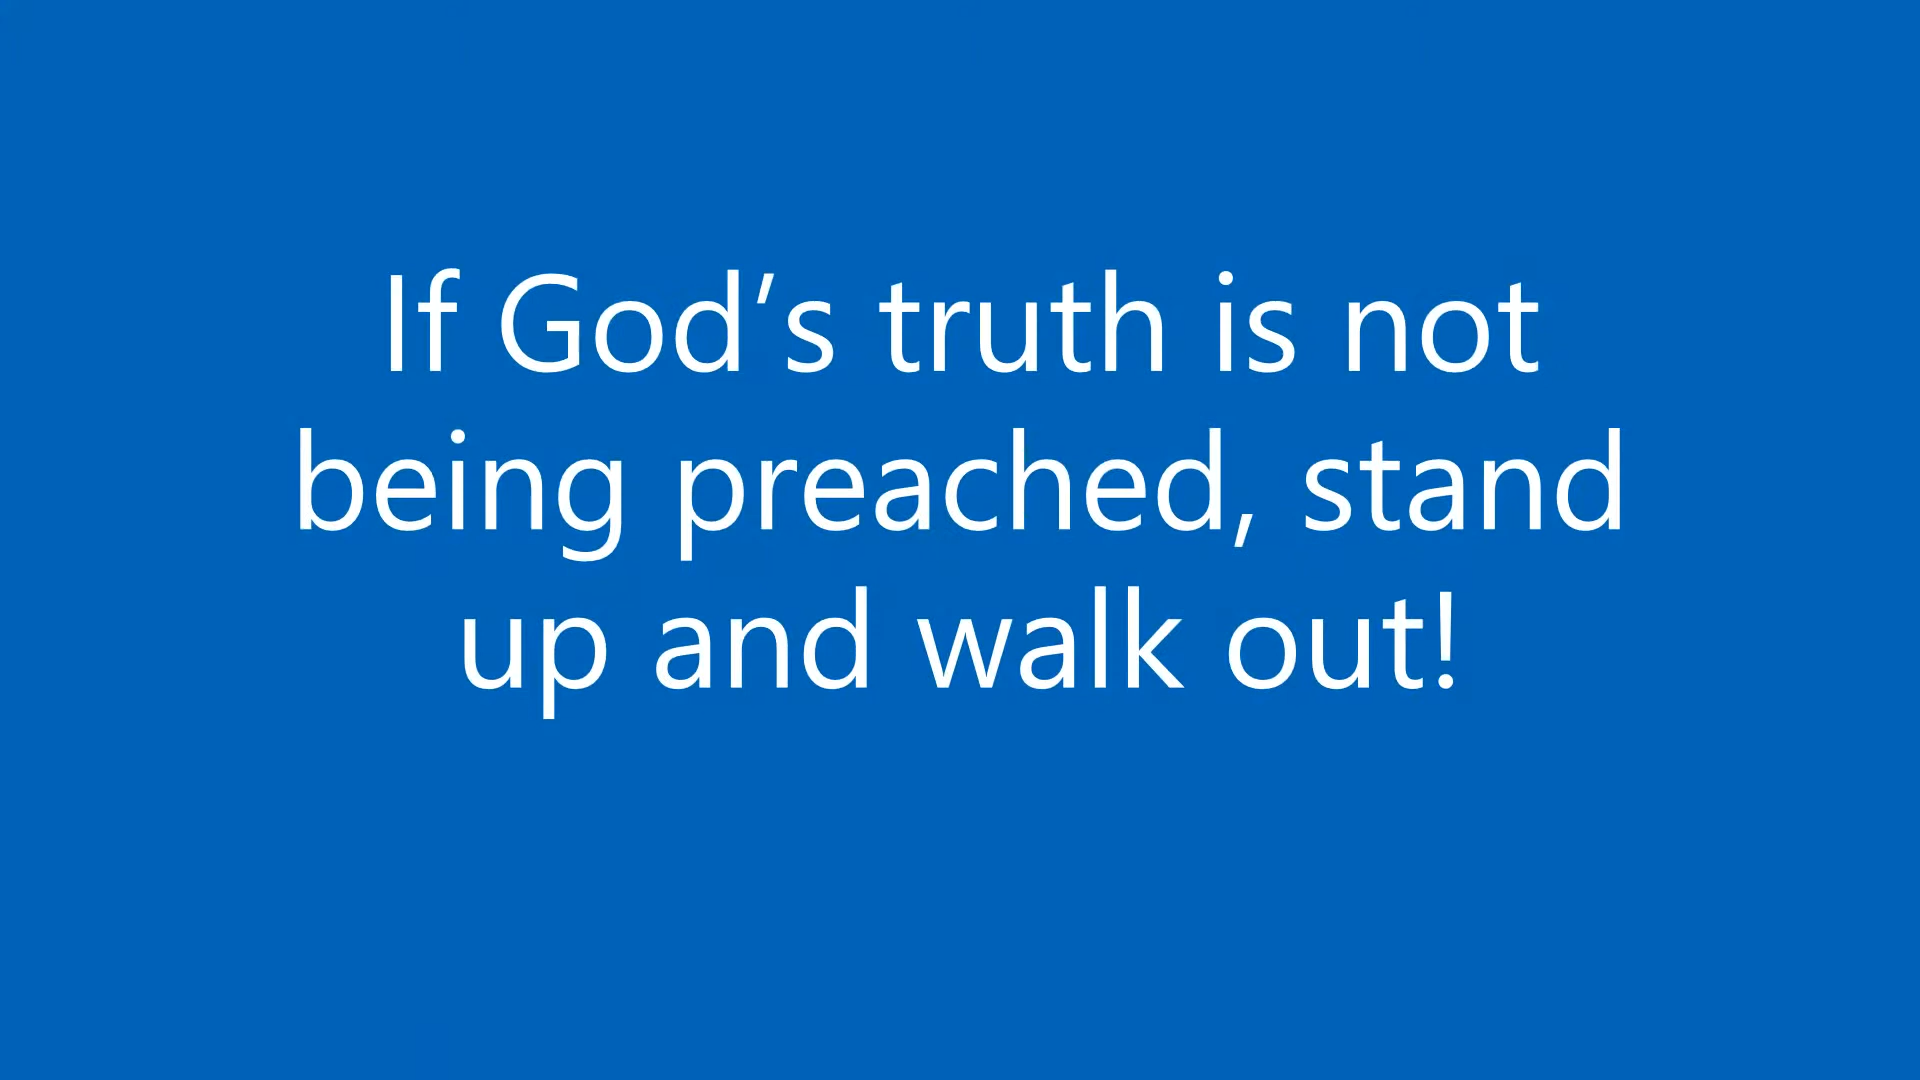 If God’s truth is not
being preached, stand
up and walk out!